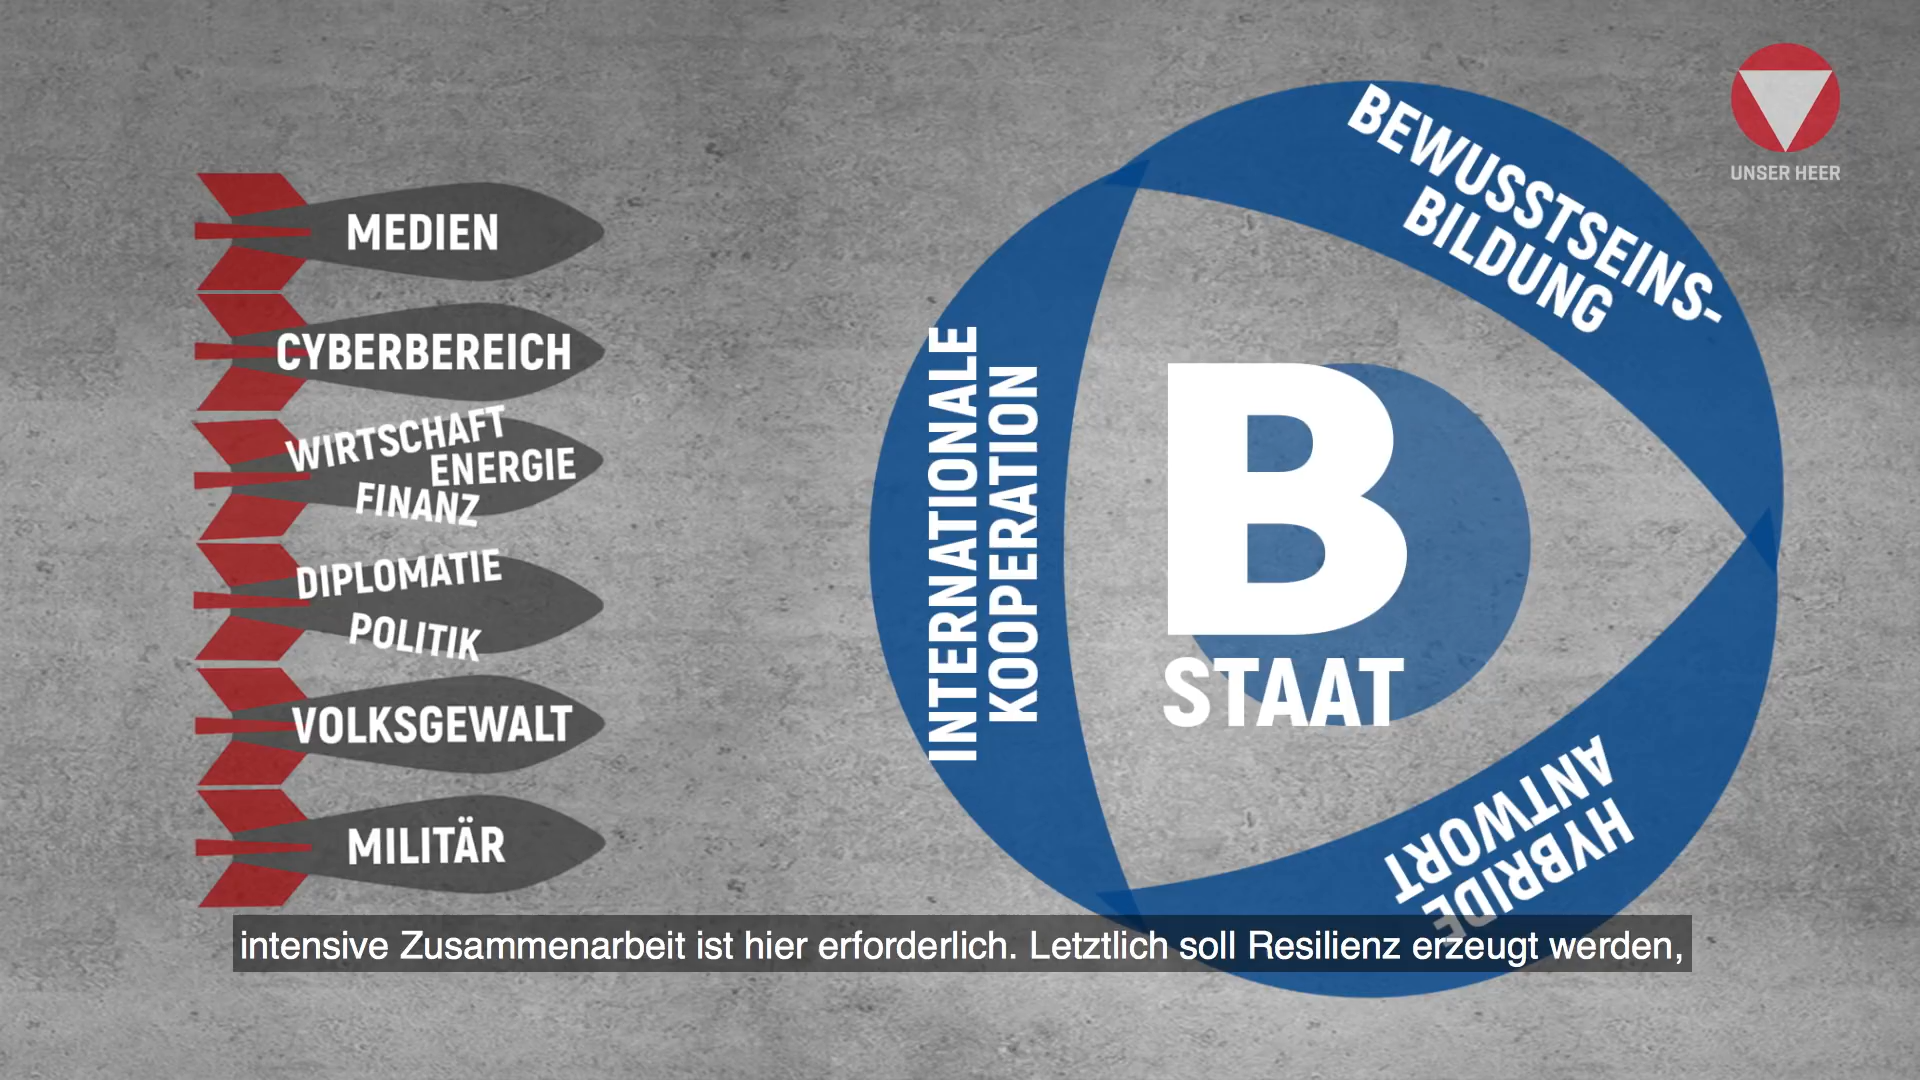 MEDIEN
CYBERBEREICH
WIRTSCHAFT
ENERGIE
FINANZ
DIPLOMATIE
POLITIK
VOLKSGEWALT
MILITÄR
INTERNATIONALE
KOOPERATION
BEWUSSTSEINS-
BILDUNG
B
STAAT
HYBRIDE
ANTWORT
UNSER HEER
intensive Zusammenarbeit ist hier erforderlich. Letztlich soll Resilienz erzeugt werden,